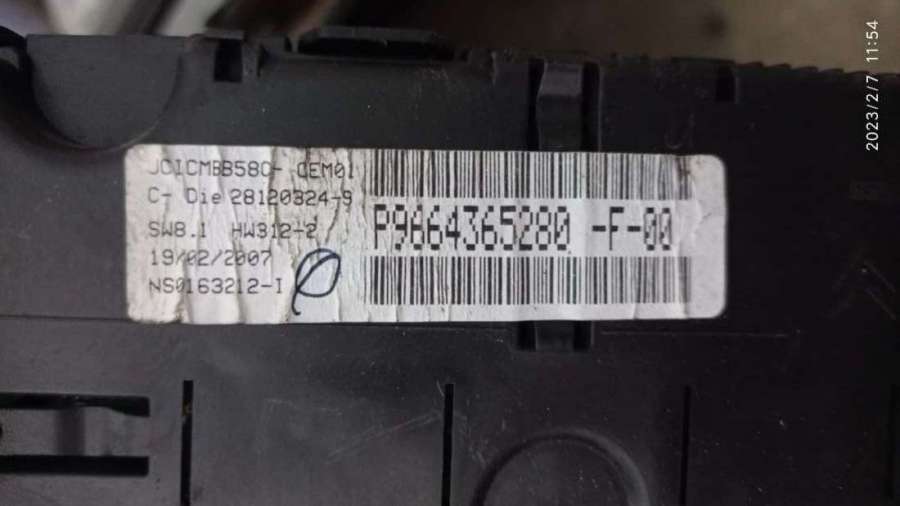 JCICMBB58C- CEM01
C- Die 28120324-9
SW8.1 HW312-2
19/02/2007
NS0163212-I
P9664365280 -F-00
2023/2/7 11:54